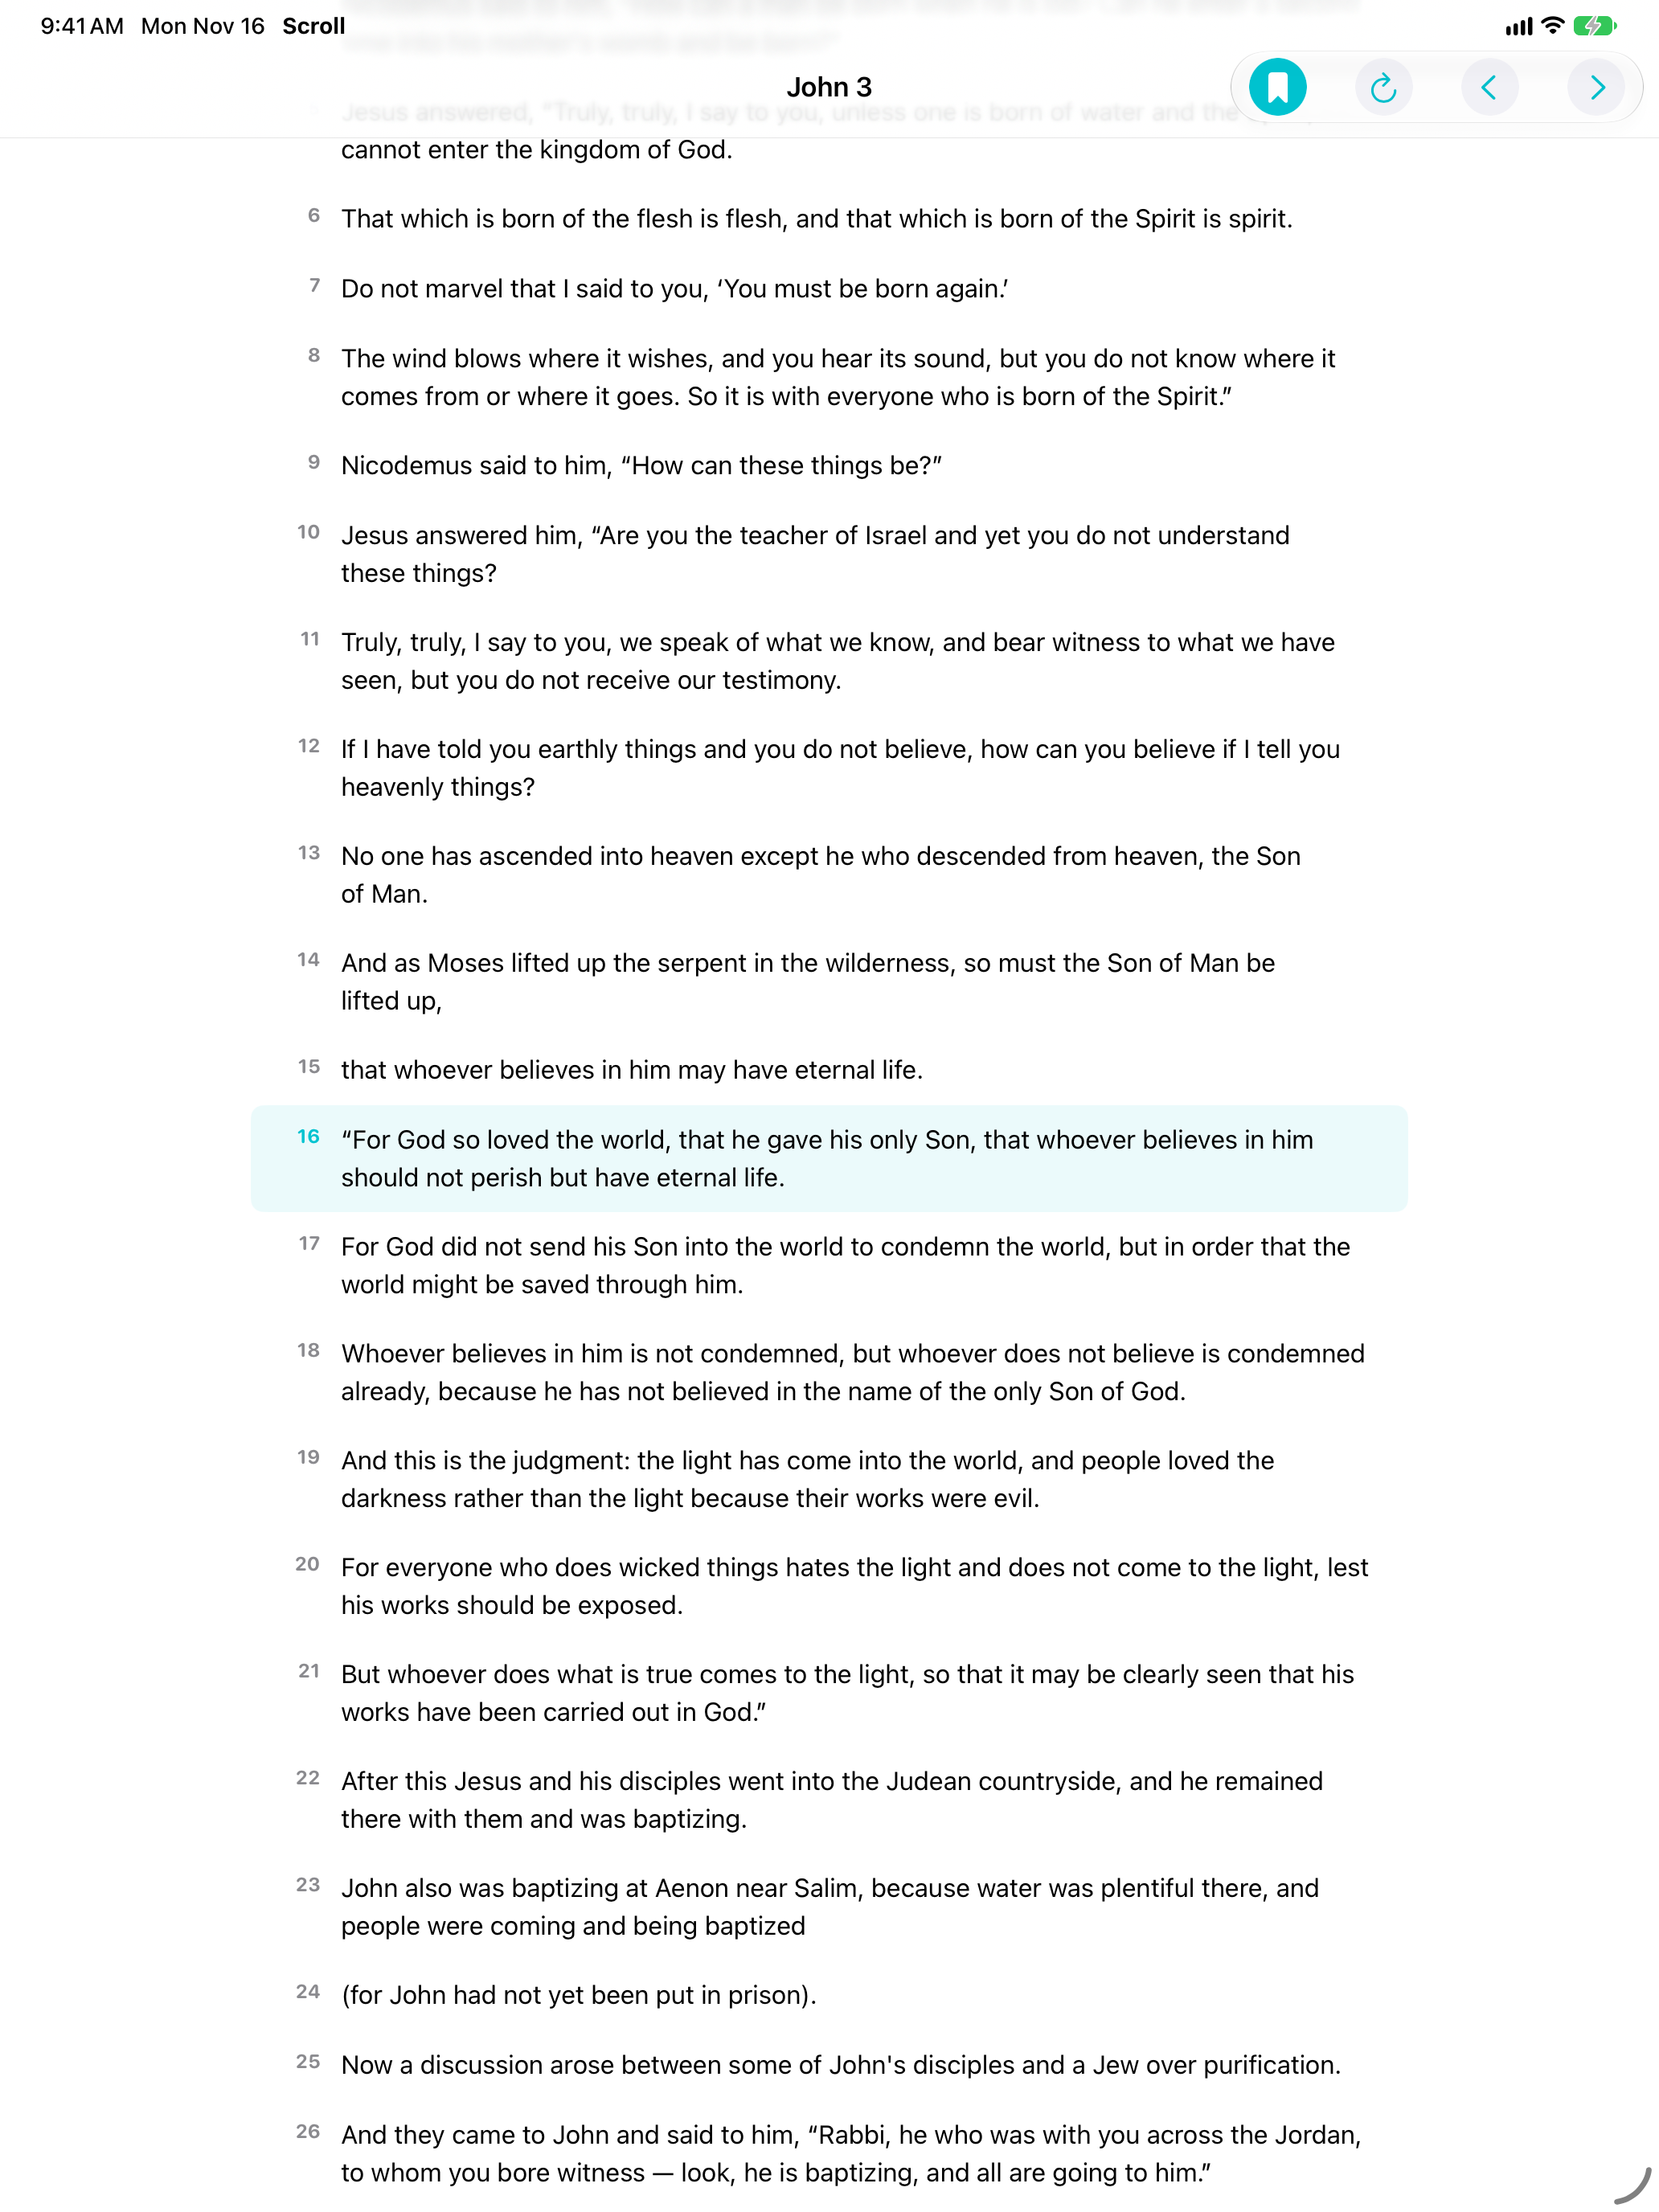 9:41 AM Mon Nov 16 Scroll
John 3
Jesus answered, “Truly, truly, I say to you, unless one is born of water and the
cannot enter the kingdom of God.
6 That which is born of the flesh is flesh, and that which is born of the Spirit is spirit.
7 Do not marvel that I said to you, ‘You must be born again.’
8 The wind blows where it wishes, and you hear its sound, but you do not know where it
comes from or where it goes. So it is with everyone who is born of the Spirit.”
9 Nicodemus said to him, “How can these things be?”
10 Jesus answered him, “Are you the teacher of Israel and yet you do not understand
these things?
11 Truly, truly, I say to you, we speak of what we know, and bear witness to what we have
seen, but you do not receive our testimony.
12 If I have told you earthly things and you do not believe, how can you believe if I tell you
heavenly things?
13 No one has ascended into heaven except he who descended from heaven, the Son
of Man.
14 And as Moses lifted up the serpent in the wilderness, so must the Son of Man be
lifted up,
15 that whoever believes in him may have eternal life.
16 “For God so loved the world, that he gave his only Son, that whoever believes in him
should not perish but have eternal life.
17 For God did not send his Son into the world to condemn the world, but in order that the
world might be saved through him.
18 Whoever believes in him is not condemned, but whoever does not believe is condemned
already, because he has not believed in the name of the only Son of God.
19 And this is the judgment: the light has come into the world, and people loved the
darkness rather than the light because their works were evil.
20 For everyone who does wicked things hates the light and does not come to the light, lest
his works should be exposed.
21 But whoever does what is true comes to the light, so that it may be clearly seen that his
works have been carried out in God.”
22 After this Jesus and his disciples went into the Judean countryside, and he remained
there with them and was baptizing.
23 John also was baptizing at Aenon near Salim, because water was plentiful there, and
people were coming and being baptized
24 (for John had not yet been put in prison).
25 Now a discussion arose between some of John's disciples and a Jew over purification.
26 And they came to John and said to him, “Rabbi, he who was with you across the Jordan,
to whom you bore witness — look, he is baptizing, and all are going to him.”